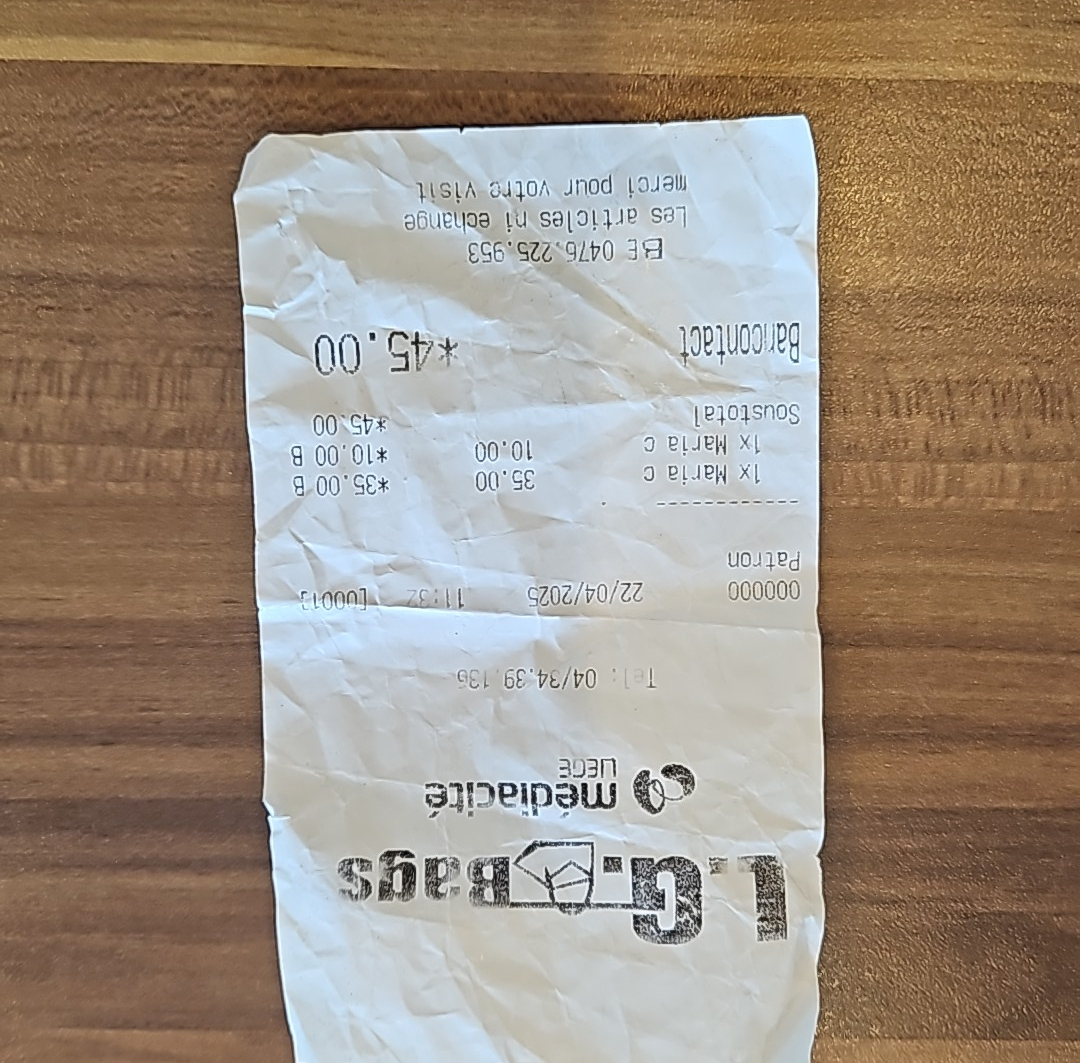 L.G. Bags
médiacité
LIEGE
Tel: 04/34.39.136
000000 22/04/2025 11:32 [0001]
Patron
-----------
1x Maria C 35.00 *35.00 B
1x Maria C 10.00 *10.00 B
Soustotal *45.00
Bancontact *45.00
BE 0476.225.953
Les articles ni echange
merci pour votre visit